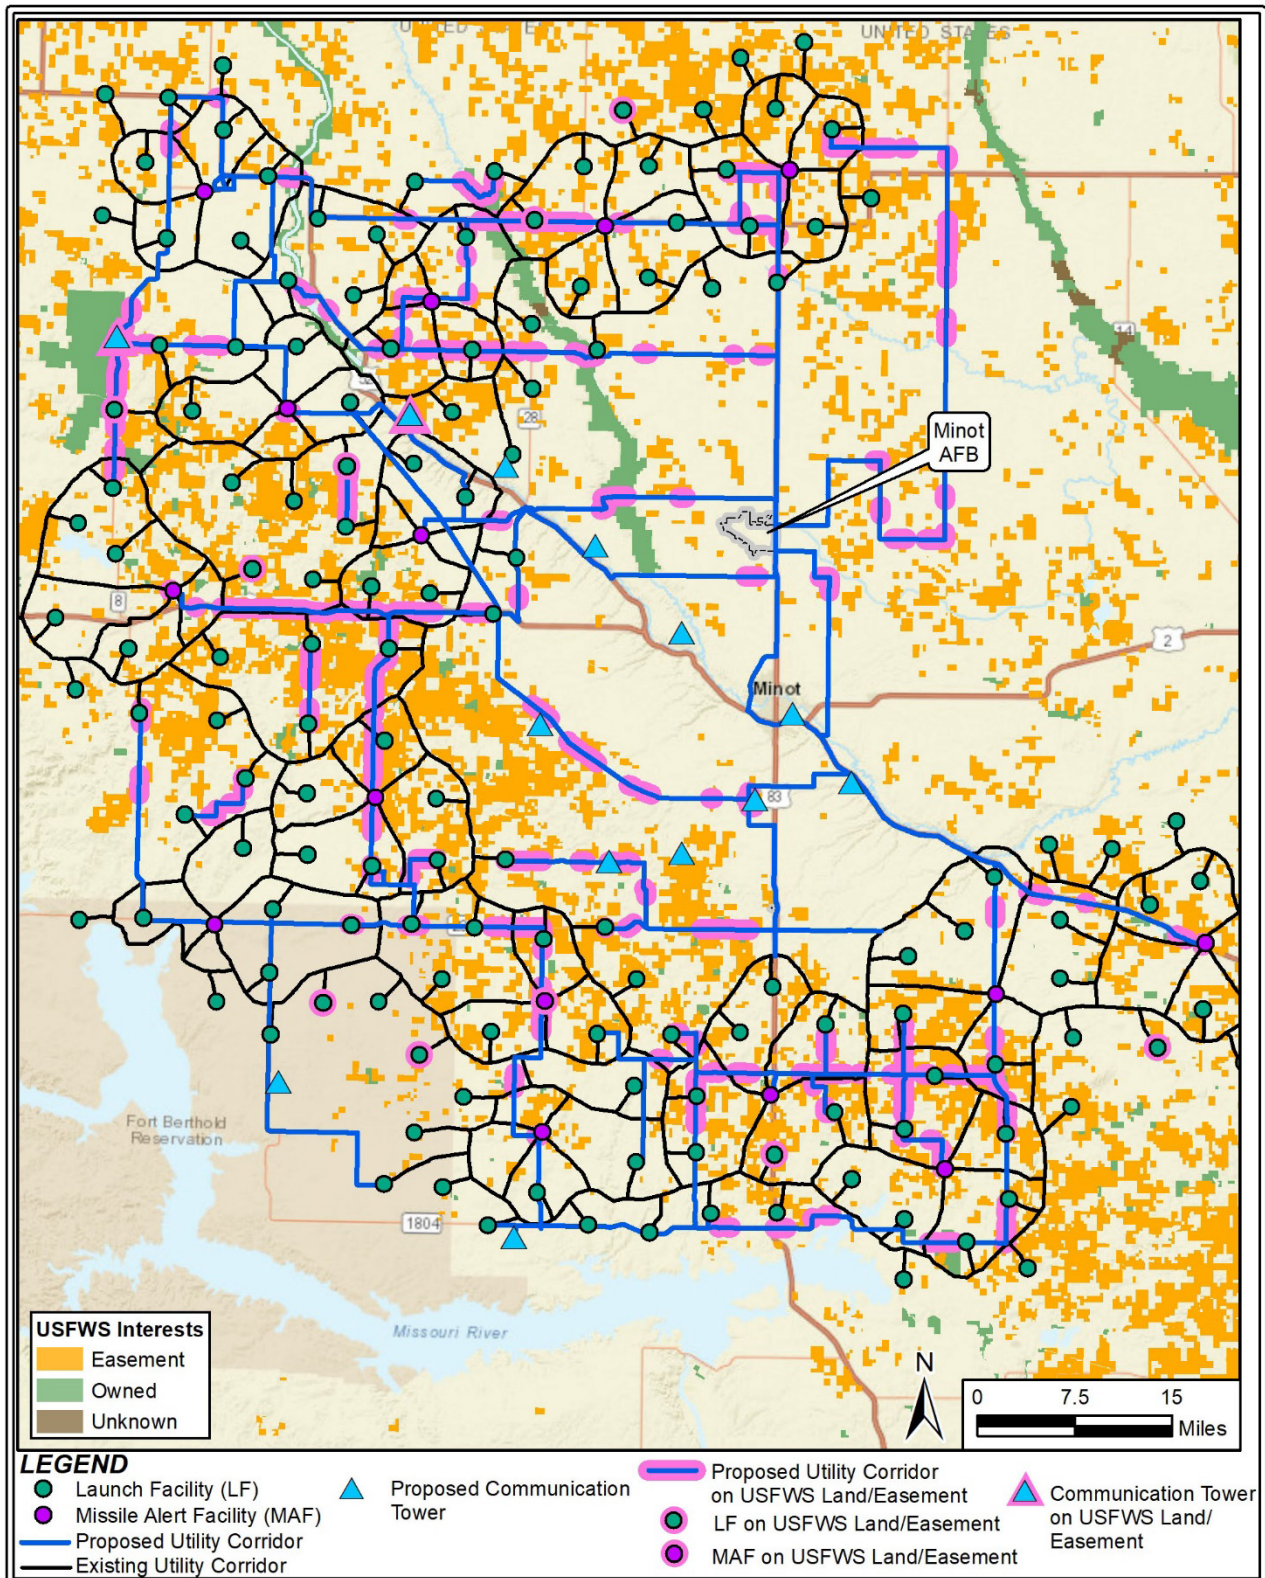 UNITED STATES
14
28
Minot
AFB
8
2
Minot
83
Fort Berthold
Reservation
1804
Missouri River
USFWS Interests
Easement
Owned
Unknown
N
0 7.5 15
Miles
LEGEND
Launch Facility (LF)
Missile Alert Facility (MAF)
Proposed Utility Corridor
Existing Utility Corridor
Proposed Communication
Tower
Proposed Utility Corridor
on USFWS Land/Easement
LF on USFWS Land/Easement
MAF on USFWS Land/Easement
Communication Tower
on USFWS Land/
Easement